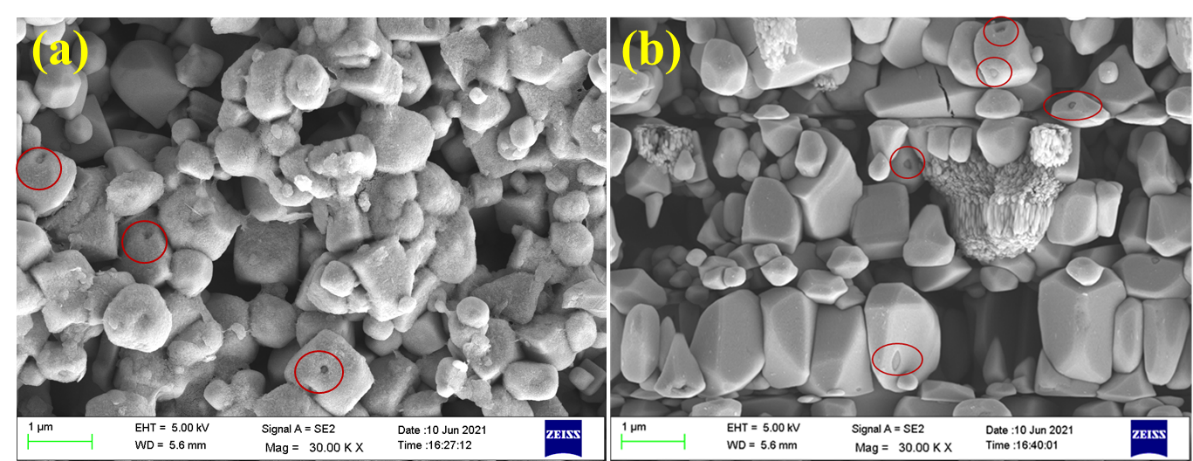 (a)
(b)
1 µm
EHT = 5.00 kV
WD = 5.6 mm
Signal A = SE2
Mag = 30.00 K X
Date :10 Jun 2021
Time :16:27:12
ZEISS
1 µm
EHT = 5.00 kV
WD = 5.6 mm
Signal A = SE2
Mag = 30.00 K X
Date :10 Jun 2021
Time :16:40:01
ZEISS